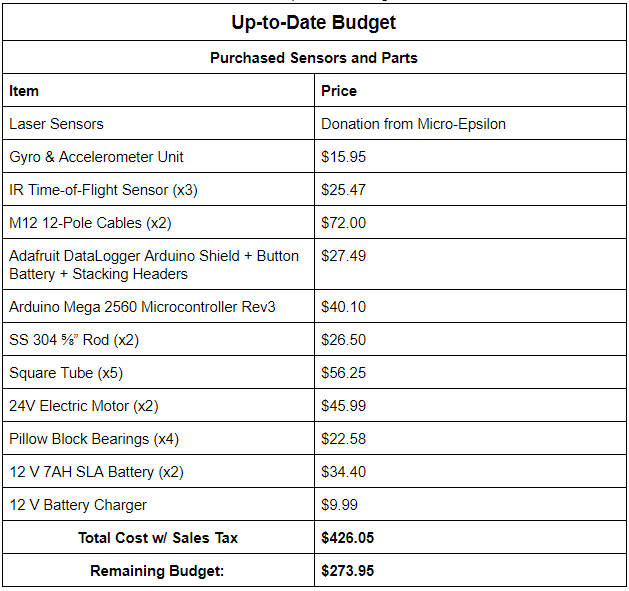 Up-to-Date Budget
Purchased Sensors and Parts
Item Price
Laser Sensors Donation from Micro-Epsilon
Gyro & Accelerometer Unit $15.95
IR Time-of-Flight Sensor (x3) $25.47
M12 12-Pole Cables (x2) $72.00
Adafruit DataLogger Arduino Shield + Button $27.49
Battery + Stacking Headers
Arduino Mega 2560 Microcontroller Rev3 $40.10
SS 304 ⅝” Rod (x2) $26.50
Square Tube (x5) $56.25
24V Electric Motor (x2) $45.99
Pillow Block Bearings (x4) $22.58
12 V 7AH SLA Battery (x2) $34.40
12 V Battery Charger $9.99
Total Cost w/ Sales Tax $426.05
Remaining Budget: $273.95